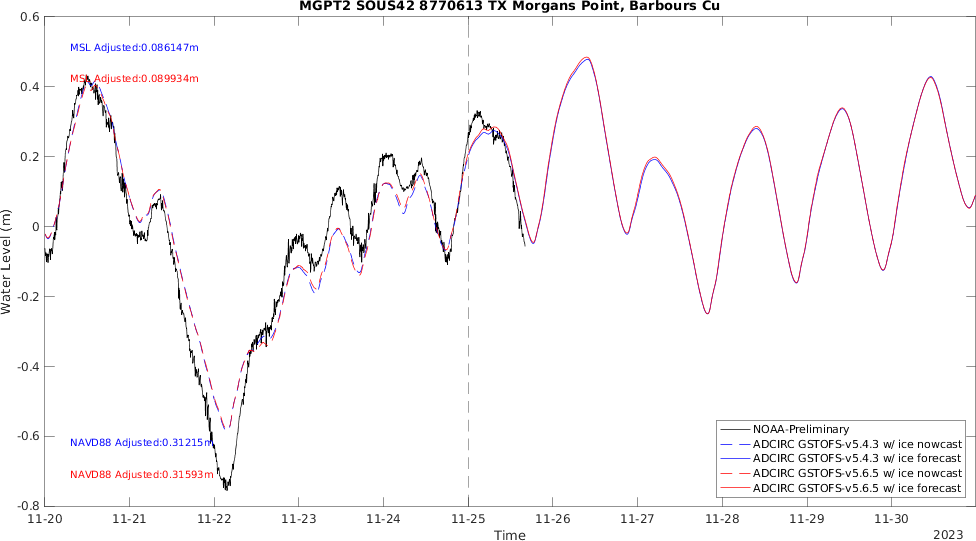 MGPT2 SOUS42 8770613 TX Morgans Point, Barbours Cu
0.6
0.4
0.2
0
-0.2
-0.4
-0.6
-0.8
Water Level (m)
MSL Adjusted:0.086147m
MSL Adjusted:0.089934m
NAVD88 Adjusted:0.31215m
NAVD88 Adjusted:0.31593m
NOAA-Preliminary
ADCIRC GSTOFS-v5.4.3 w/ ice nowcast
ADCIRC GSTOFS-v5.4.3 w/ ice forecast
ADCIRC GSTOFS-v5.6.5 w/ ice nowcast
ADCIRC GSTOFS-v5.6.5 w/ ice forecast
11-20 11-21 11-22 11-23 11-24 11-25 11-26 11-27 11-28 11-29 11-30
Time
2023